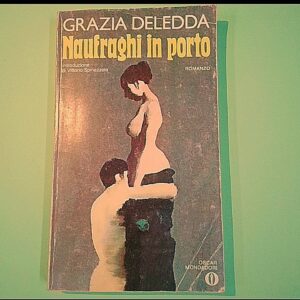 GRAZIA DELEDDA
Naufraghi in porto
introduzione
di Vittorio Spinazzola
ROMANZO
OSCAR
MONDADORI